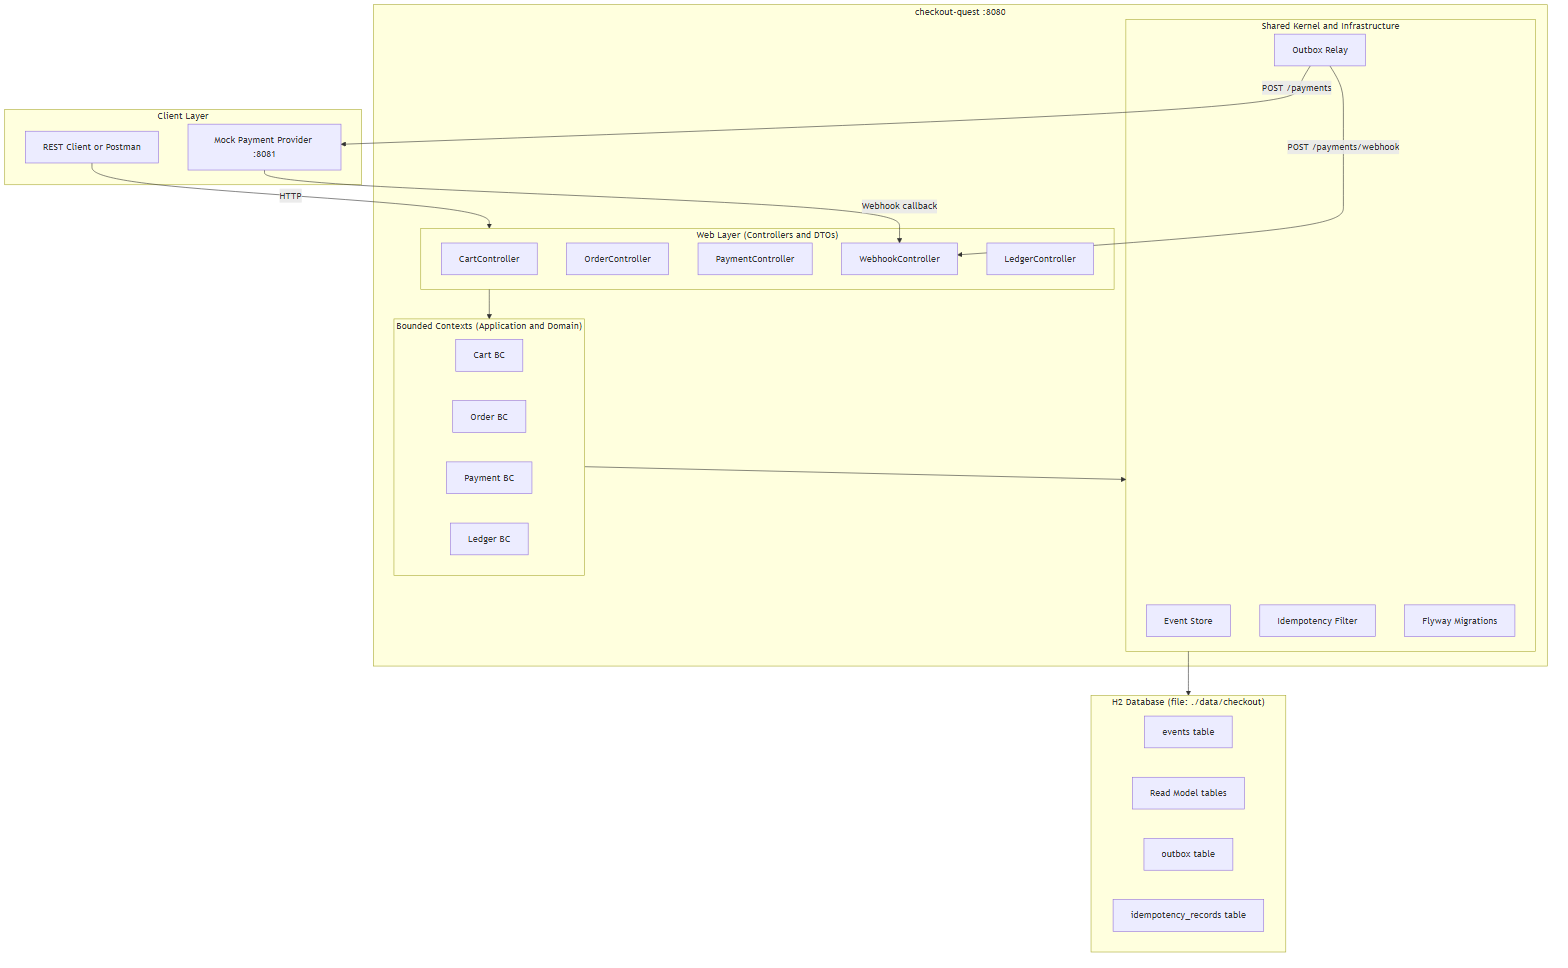 checkout-quest :8080
Shared Kernel and Infrastructure
Outbox Relay
POST /payments
Client Layer
REST Client or Postman
Mock Payment Provider
:8081
POST /payments/webhook
HTTP
Webhook callback
Web Layer (Controllers and DTOs)
CartController
OrderController
PaymentController
WebhookController
LedgerController
Bounded Contexts (Application and Domain)
Cart BC
Order BC
Payment BC
Ledger BC
Event Store
Idempotency Filter
Flyway Migrations
H2 Database (file: ./data/checkout)
events table
Read Model tables
outbox table
idempotency_records table